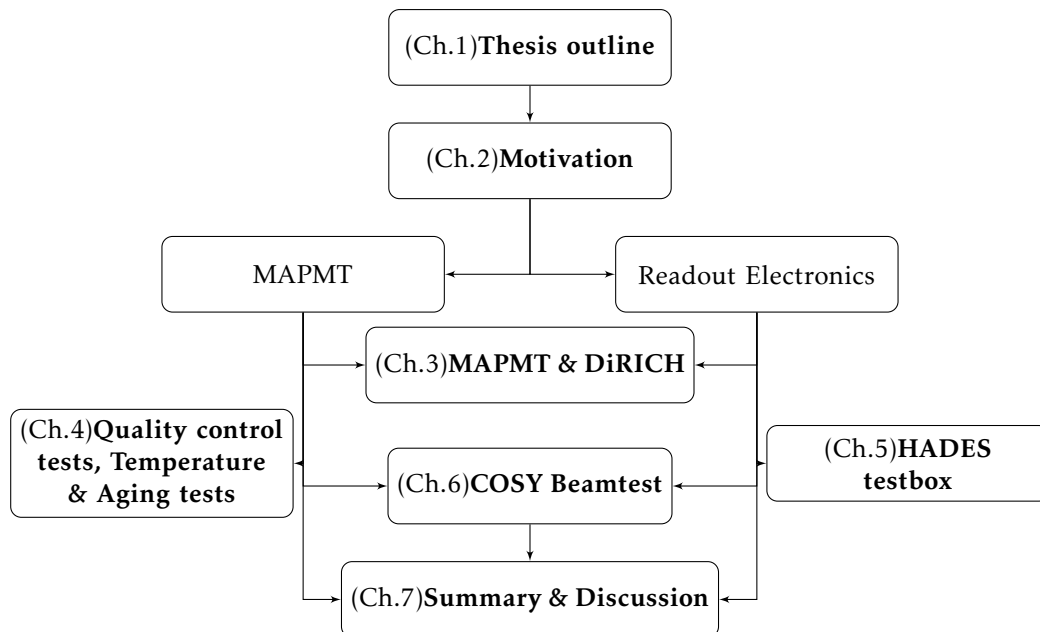 (Ch.1)Thesis outline
(Ch.2)Motivation
MAPMT
Readout Electronics
(Ch.3)MAPMT & DiRICH
(Ch.4)Quality control
tests, Temperature
& Aging tests
(Ch.5)HADES
testbox
(Ch.6)COSY Beamtest
(Ch.7)Summary & Discussion